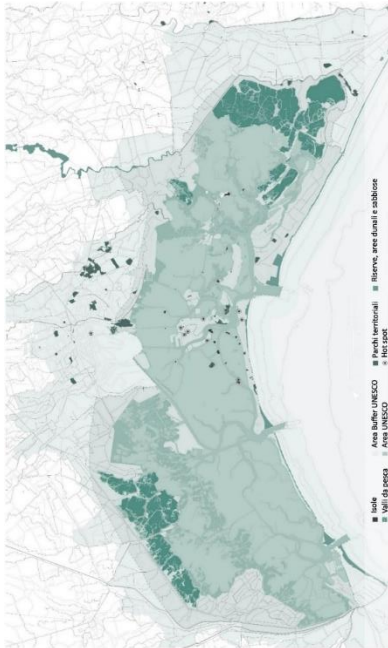 Isole
Valli da pesca
Area Buffer UNESCO
Area UNESCO
Parchi territoriali
Hot spot
Riserve, aree dunali e sabbiose